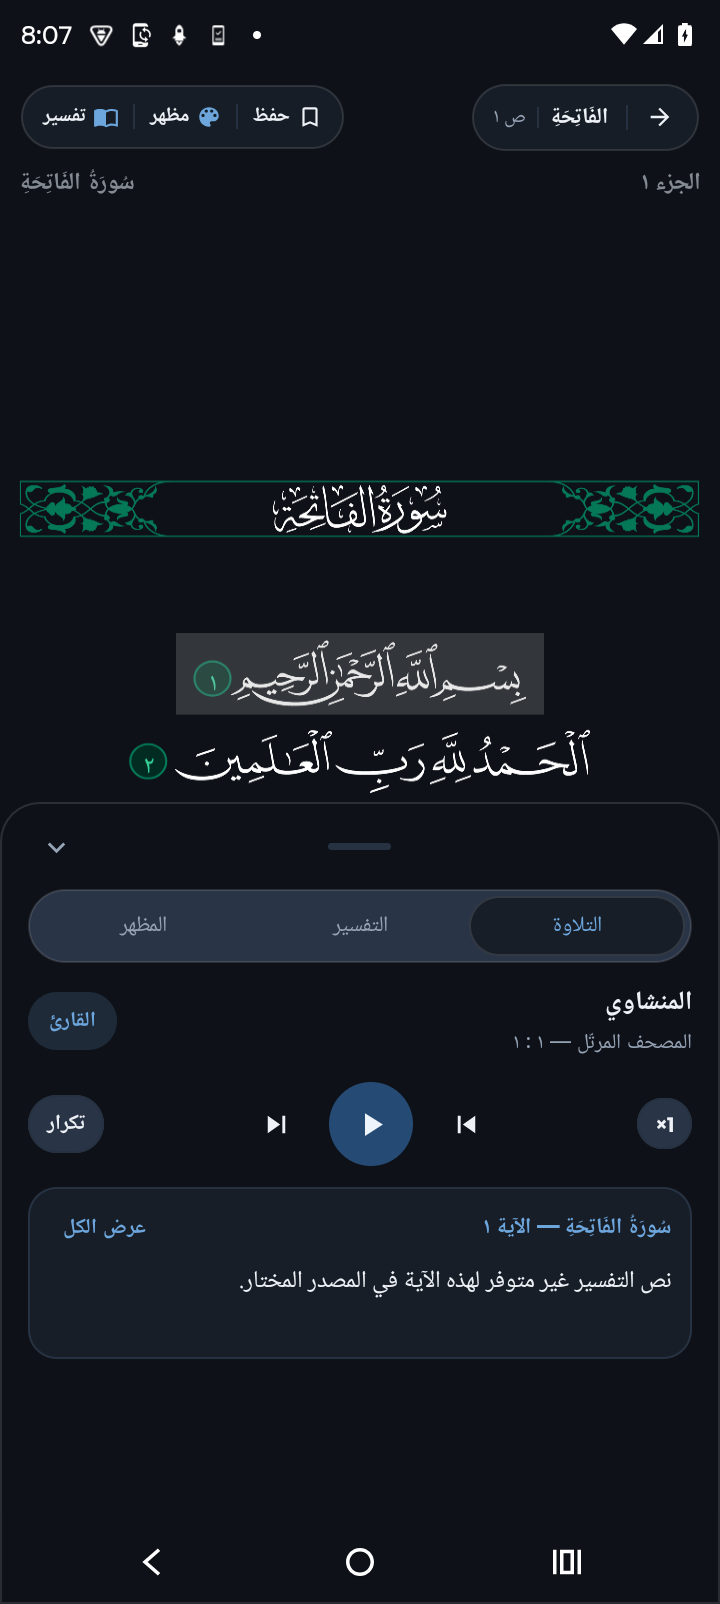 8:07
تفسير مظهر حفظ
الفَاتِحَةِ ص ١
الجزء ١
سُورَةُ الفَاتِحَةِ
سُورَةُ الفَاتِحَةِ
بِسْمِ ٱللَّهِ ٱلرَّحْمَٰنِ ٱلرَّحِيمِ ١
ٱلْحَمْدُ لِلَّهِ رَبِّ ٱلْعَٰلَمِينَ ٢
التلاوة التفسير المظهر
المنشاوي
المصحف المرتّل — ١ : ١
القارئ
1×
تكرار
سُورَةُ الفَاتِحَةِ — الآية ١
عرض الكل
نص التفسير غير متوفر لهذه الآية في المصدر المختار.